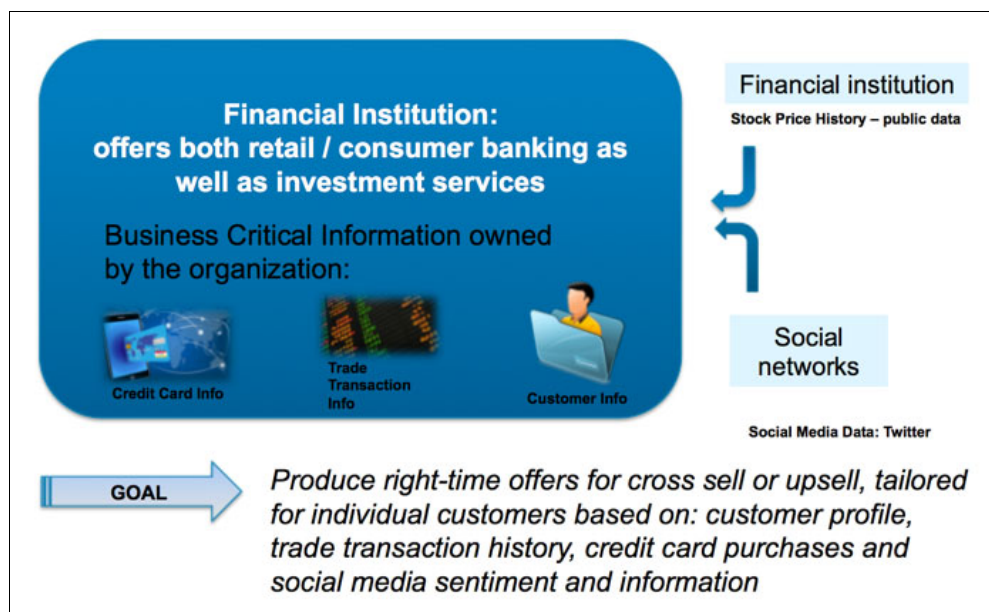 Financial Institution:
offers both retail / consumer banking as
well as investment services
Business Critical Information owned
by the organization:
Credit Card Info
Trade
Transaction
Info
Customer Info
Financial institution
Stock Price History – public data
Social
networks
Social Media Data: Twitter
GOAL
Produce right-time offers for cross sell or upsell, tailored
for individual customers based on: customer profile,
trade transaction history, credit card purchases and
social media sentiment and information